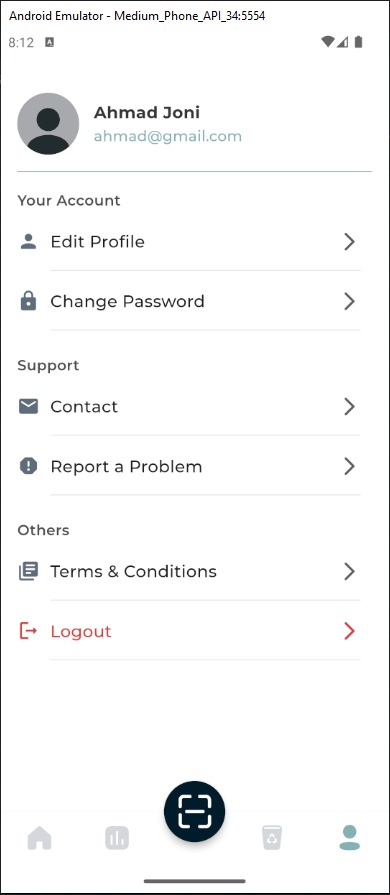 Android Emulator - Medium_Phone_API_34:5554
8:12 A
Ahmad Joni
ahmad@gmail.com
Your Account
Edit Profile
Change Password
Support
Contact
Report a Problem
Others
Terms & Conditions
Logout